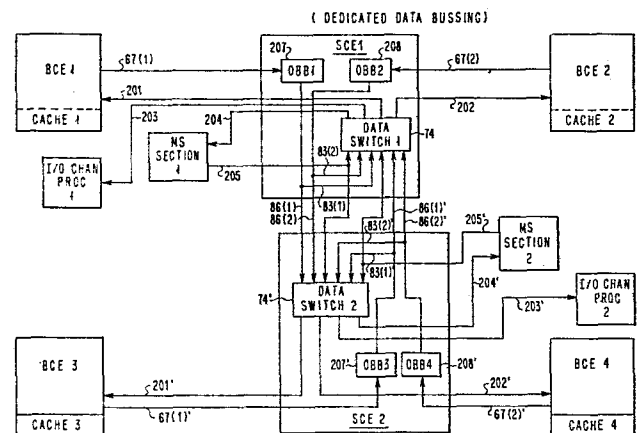 ( DEDICATED DATA BUSSING)
207 SCE1 208
BCE 1 67(1) OBB1 OBB2 67(2) BCE 2
201 202
CACHE 1 203 204 DATA SWITCH 1 74 CACHE 2
I/O CHAN PROC 1
MS SECTION 1
205 83(2)
83(1)
86(1)
86(2)
86(1)'
86(2)'
83(2)'
83(1)'
205'
MS SECTION 2
204'
74' DATA SWITCH 2
203'
I/O CHAN PROC 2
BCE 3 207' OBB3 OBB4 208' BCE 4
201' 202'
CACHE 3 67(1)' SCE 2 67(2)' CACHE 4